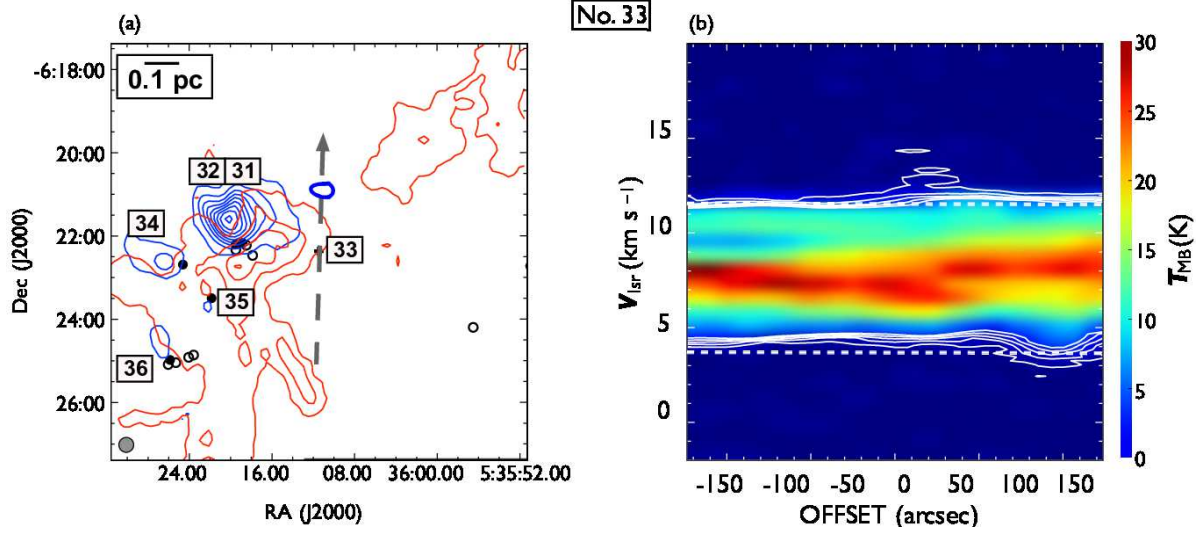 No. 33
(a)
(b)
-6:18:00
20:00
22:00
24:00
26:00
Dec (J2000)
0.1 pc
32 31
34
33
35
36
24.00 16.00 08.00 36:00.00 5:35:52.00
RA (J2000)
15
10
5
0
Vlsr (km s⁻¹)
-150 -100 -50 0 50 100 150
OFFSET (arcsec)
30
25
20
15
10
5
0
TMB(K)